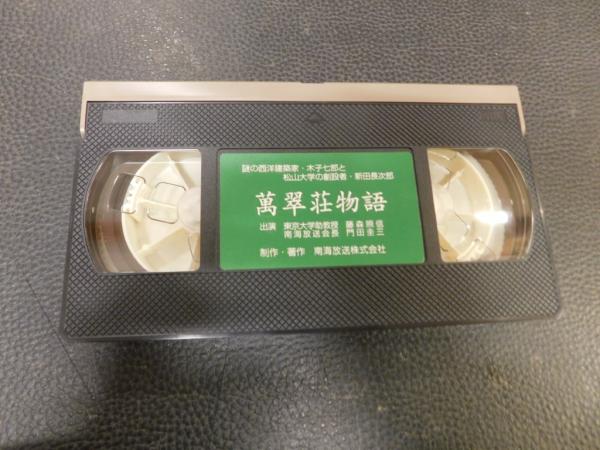 謎の西洋建築家・木子七郎と
松山大学の創設者・新田長次郎
萬翠荘物語
出演 東京大学助教授 藤森照信
南海放送会長 門田圭三
制作・著作 南海放送株式会社